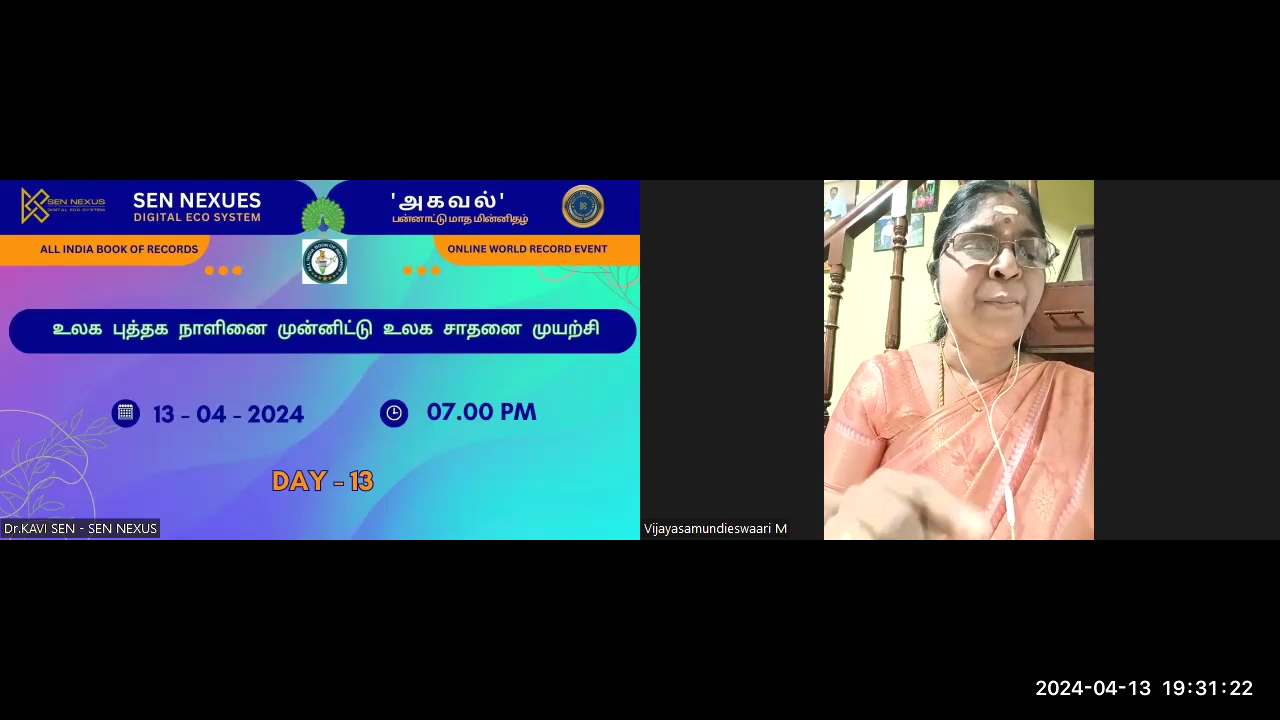 SEN NEXUS
DIGITAL ECO SYSTEM
SEN NEXUES
DIGITAL ECO SYSTEM
'அகவல்'
பன்னாட்டு மாத மின்னிதழ்
ALL INDIA BOOK OF RECORDS
ONLINE WORLD RECORD EVENT
உலக புத்தக நாளினை முன்னிட்டு உலக சாதனை முயற்சி
13 - 04 - 2024
07.00 PM
DAY - 13
Dr.KAVI SEN - SEN NEXUS
Vijayasamundieswaari M
2024-04-13 19:31:22